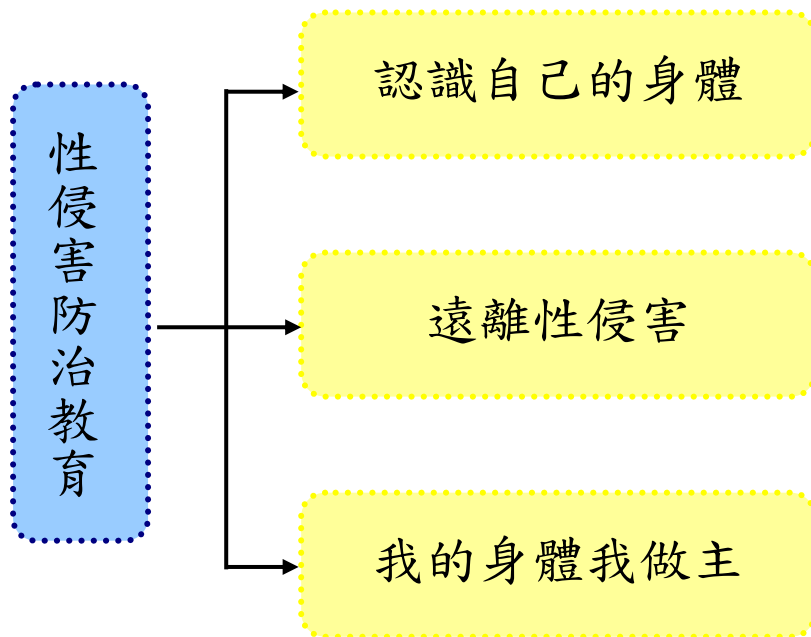 性侵害防治教育
認識自己的身體
遠離性侵害
我的身體我做主